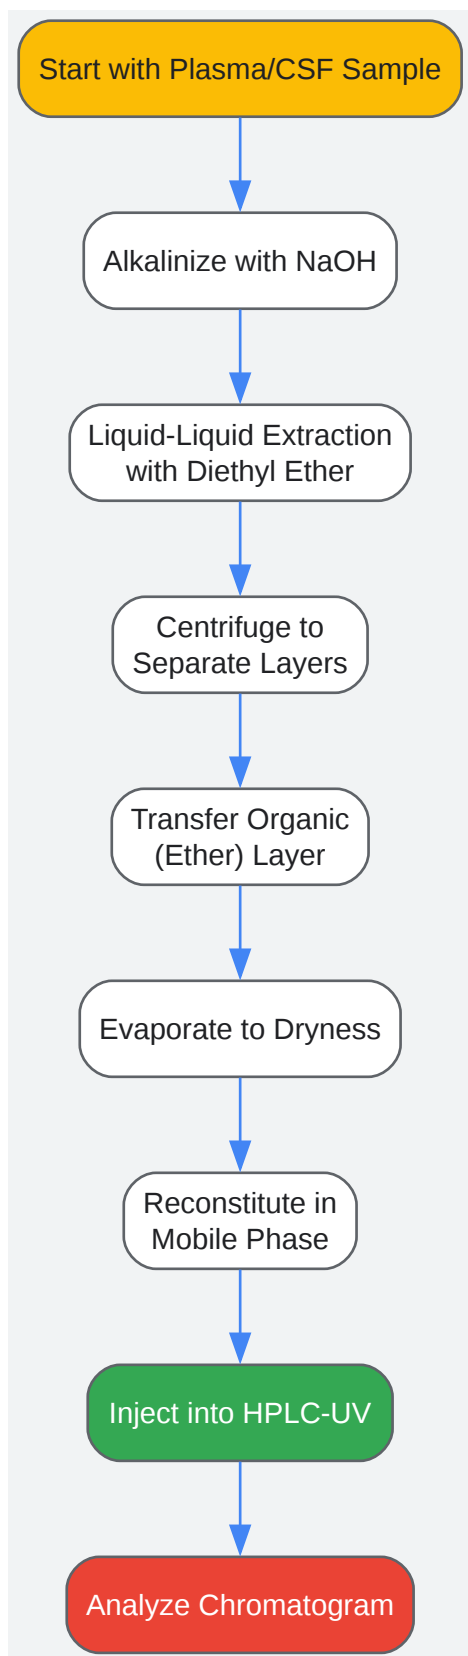 Start with Plasma/CSF Sample
Alkalinize with NaOH
Liquid-Liquid Extraction
with Diethyl Ether
Centrifuge to
Separate Layers
Transfer Organic
(Ether) Layer
Evaporate to Dryness
Reconstitute in
Mobile Phase
Inject into HPLC-UV
Analyze Chromatogram